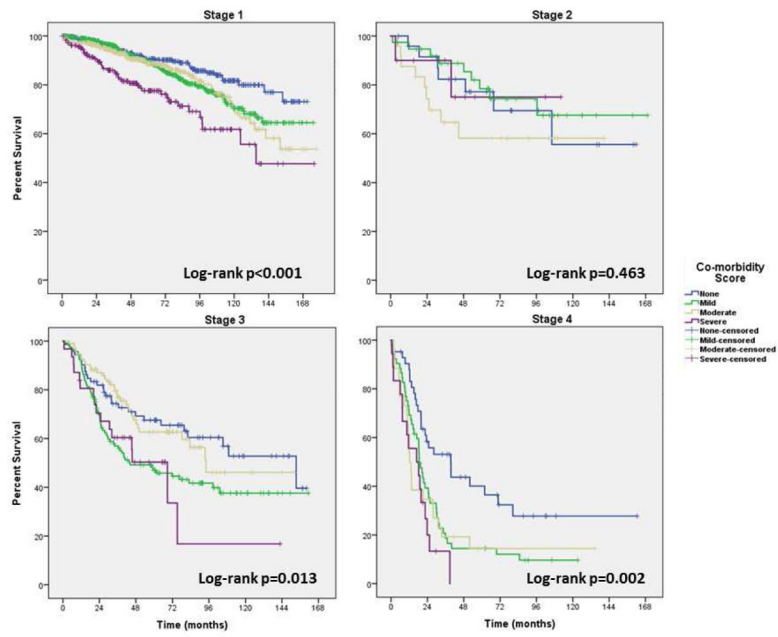 Stage 1
Stage 2
Percent Survival
100
80
60
40
20
0
Log-rank p<0.001
0 24 48 72 96 120 144 168
100
80
60
40
20
0
Log-rank p=0.463
0 24 48 72 96 120 144 168
Co-morbidity
Score
None
Mild
Moderate
Severe
None-censored
Mild-censored
Moderate-censored
Severe-censored
Stage 3
Stage 4
Percent Survival
100
80
60
40
20
0
Log-rank p=0.013
0 24 48 72 96 120 144 168
Time (months)
100
80
60
40
20
0
Log-rank p=0.002
0 24 48 72 96 120 144 168
Time (months)